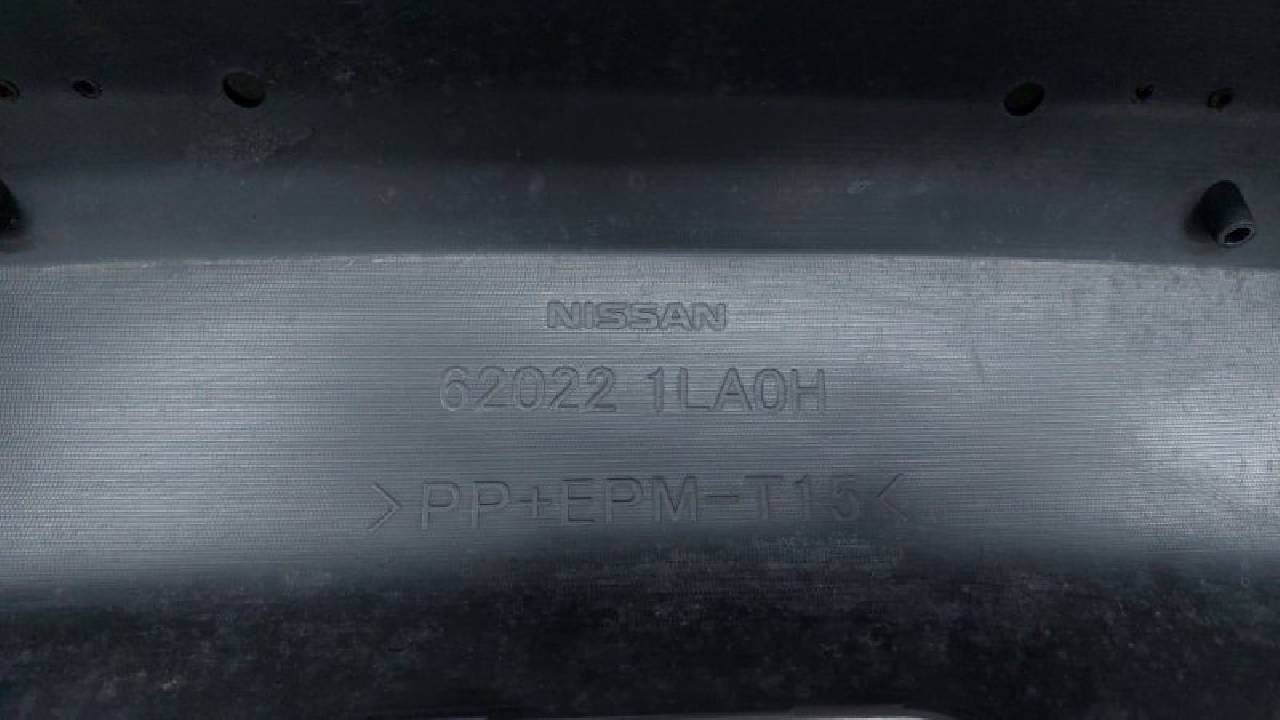 NISSAN
62022 1LA0H
>PP+EPM-T15<